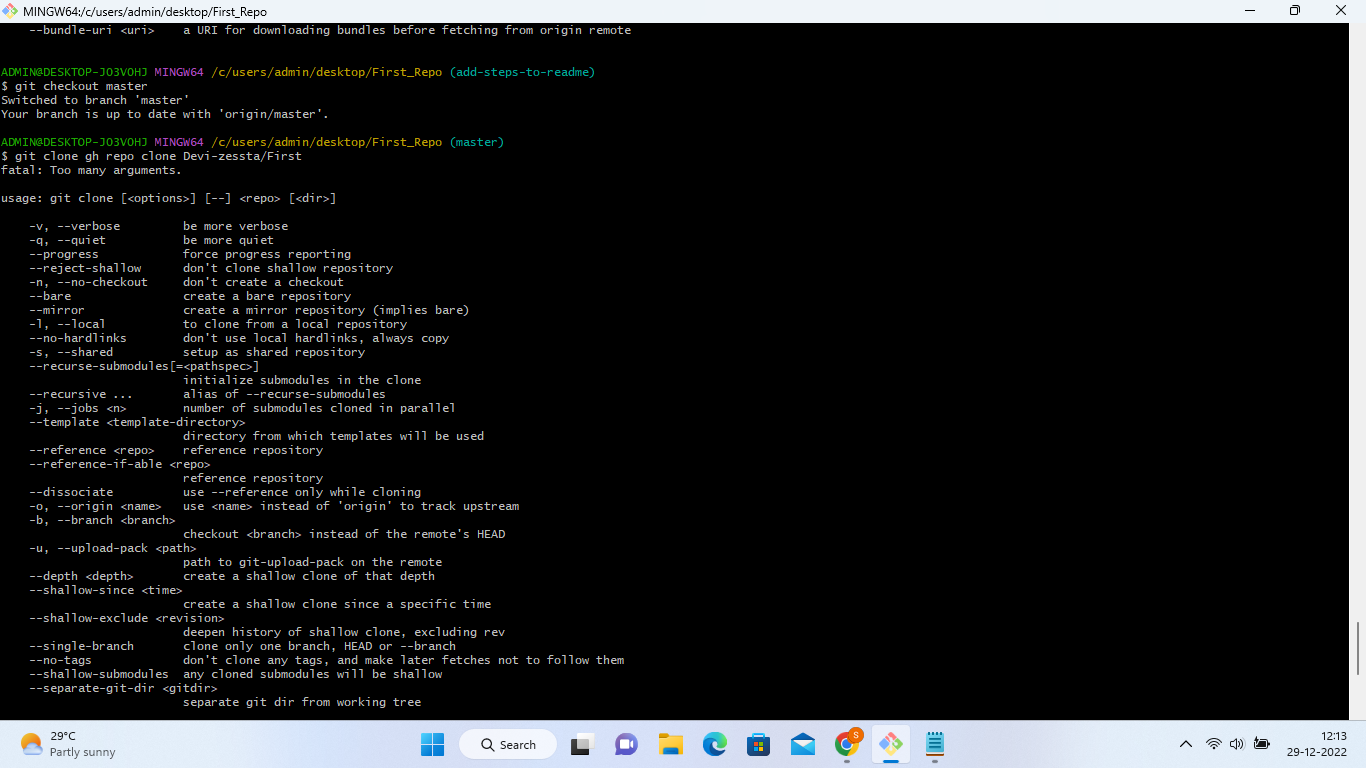 MINGW64:/c/users/admin/desktop/First_Repo
--bundle-uri <uri>    a URI for downloading bundles before fetching from origin remote
ADMIN@DESKTOP-JO3VOHJ MINGW64 /c/users/admin/desktop/First_Repo (add-steps-to-readme)
$ git checkout master
Switched to branch 'master'
Your branch is up to date with 'origin/master'.
ADMIN@DESKTOP-JO3VOHJ MINGW64 /c/users/admin/desktop/First_Repo (master)
$ git clone gh repo clone Devi-zessta/First
fatal: Too many arguments.
usage: git clone [<options>] [--] <repo> [<dir>]
-v, --verbose         be more verbose
-q, --quiet           be more quiet
--progress            force progress reporting
--reject-shallow      don't clone shallow repository
-n, --no-checkout     don't create a checkout
--bare                create a bare repository
--mirror              create a mirror repository (implies bare)
-l, --local           to clone from a local repository
--no-hardlinks        don't use local hardlinks, always copy
-s, --shared          setup as shared repository
--recurse-submodules[=<pathspec>]
initialize submodules in the clone
--recursive ...       alias of --recurse-submodules
-j, --jobs <n>        number of submodules cloned in parallel
--template <template-directory>
directory from which templates will be used
--reference <repo>    reference repository
--reference-if-able <repo>
reference repository
--dissociate          use --reference only while cloning
-o, --origin <name>   use <name> instead of 'origin' to track upstream
-b, --branch <branch>
checkout <branch> instead of the remote's HEAD
-u, --upload-pack <path>
path to git-upload-pack on the remote
--depth <depth>       create a shallow clone of that depth
--shallow-since <time>
create a shallow clone since a specific time
--shallow-exclude <revision>
deepen history of shallow clone, excluding rev
--single-branch       clone only one branch, HEAD or --branch
--no-tags             don't clone any tags, and make later fetches not to follow them
--shallow-submodules  any cloned submodules will be shallow
--separate-git-dir <gitdir>
separate git dir from working tree
29°C
Partly sunny
Search
S
12:13
29-12-2022